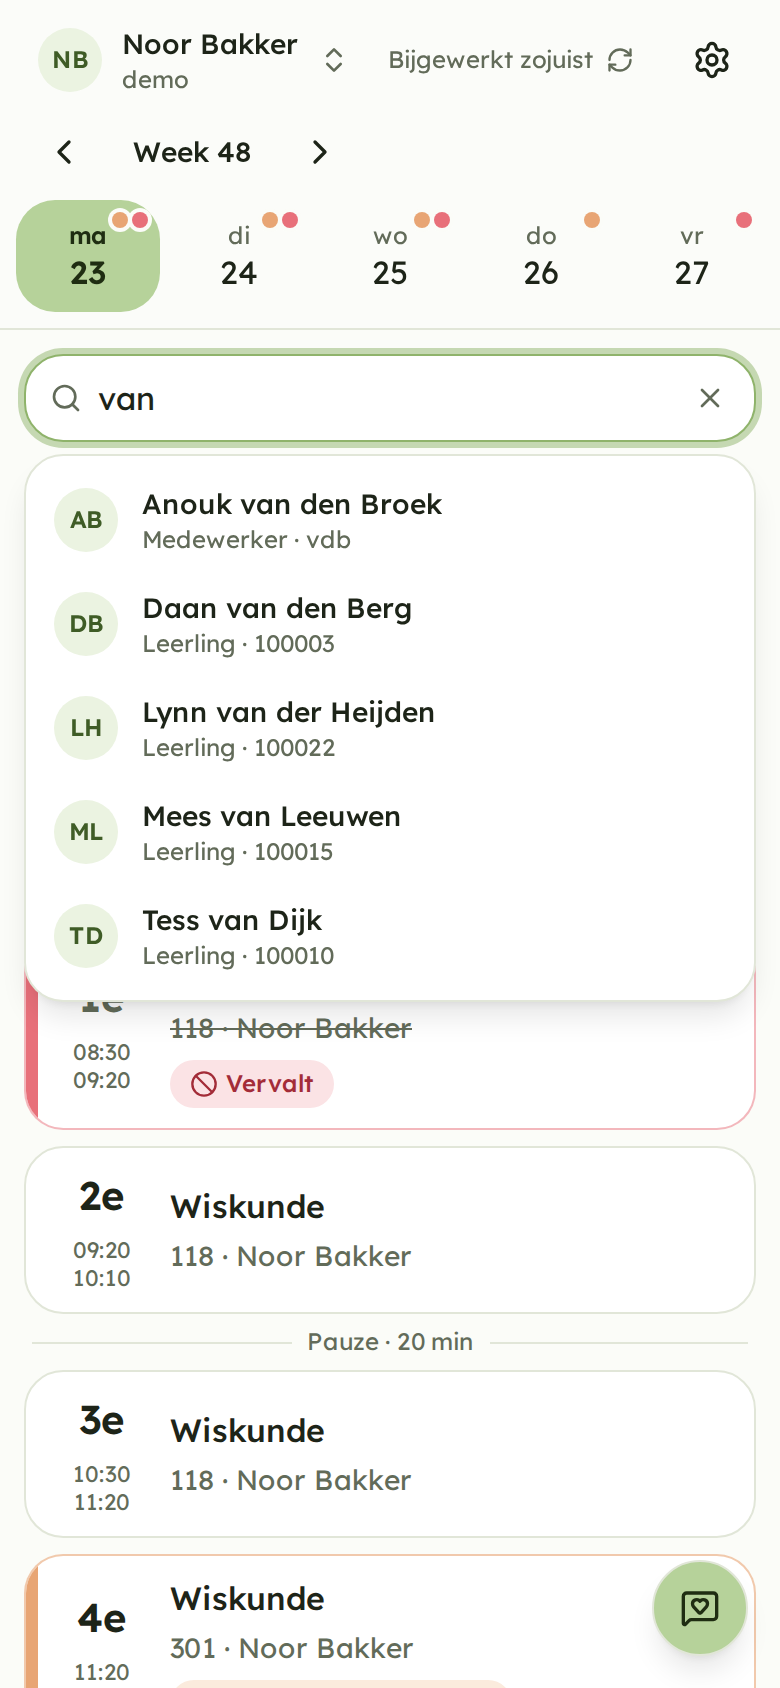 NB
Noor Bakker
demo
Bijgewerkt zojuist
Week 48
ma
di
wo
do
vr
23
24
25
26
27
van
AB
Anouk van den Broek
Medewerker · vdb
DB
Daan van den Berg
Leerling · 100003
LH
Lynn van der Heijden
Leerling · 100022
ML
Mees van Leeuwen
Leerling · 100015
TD
Tess van Dijk
Leerling · 100010
118 · Noor Bakker
08:30
09:20
Vervalt
2e
Wiskunde
09:20
10:10
118 · Noor Bakker
Pauze · 20 min
3e
Wiskunde
10:30
11:20
118 · Noor Bakker
4e
Wiskunde
301 · Noor Bakker
11:20